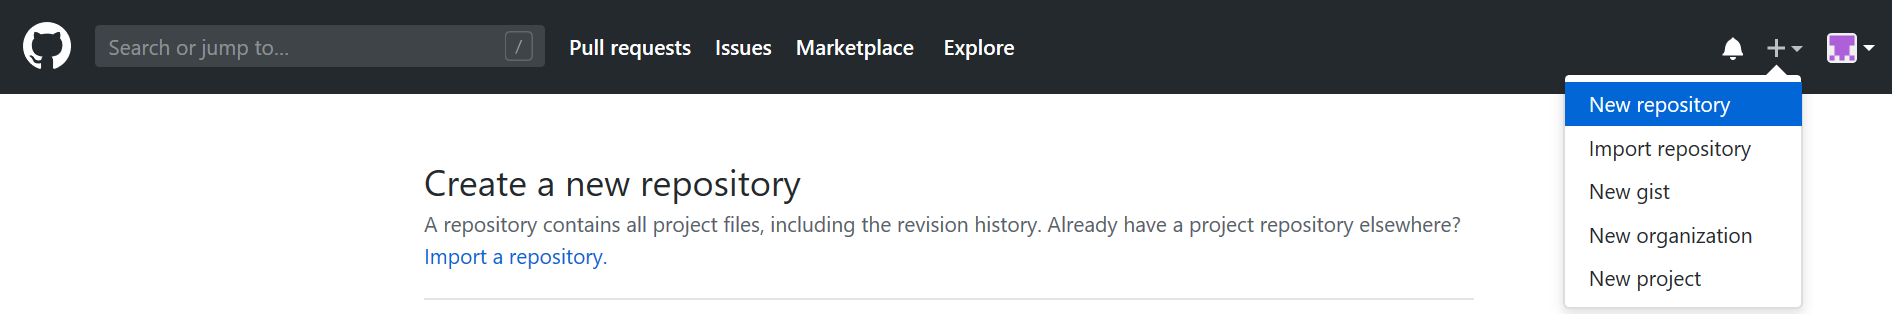 Search or jump to... /
Pull requests Issues Marketplace Explore
New repository
Import repository
New gist
New organization
New project
Create a new repository
A repository contains all project files, including the revision history. Already have a project repository elsewhere?
Import a repository.